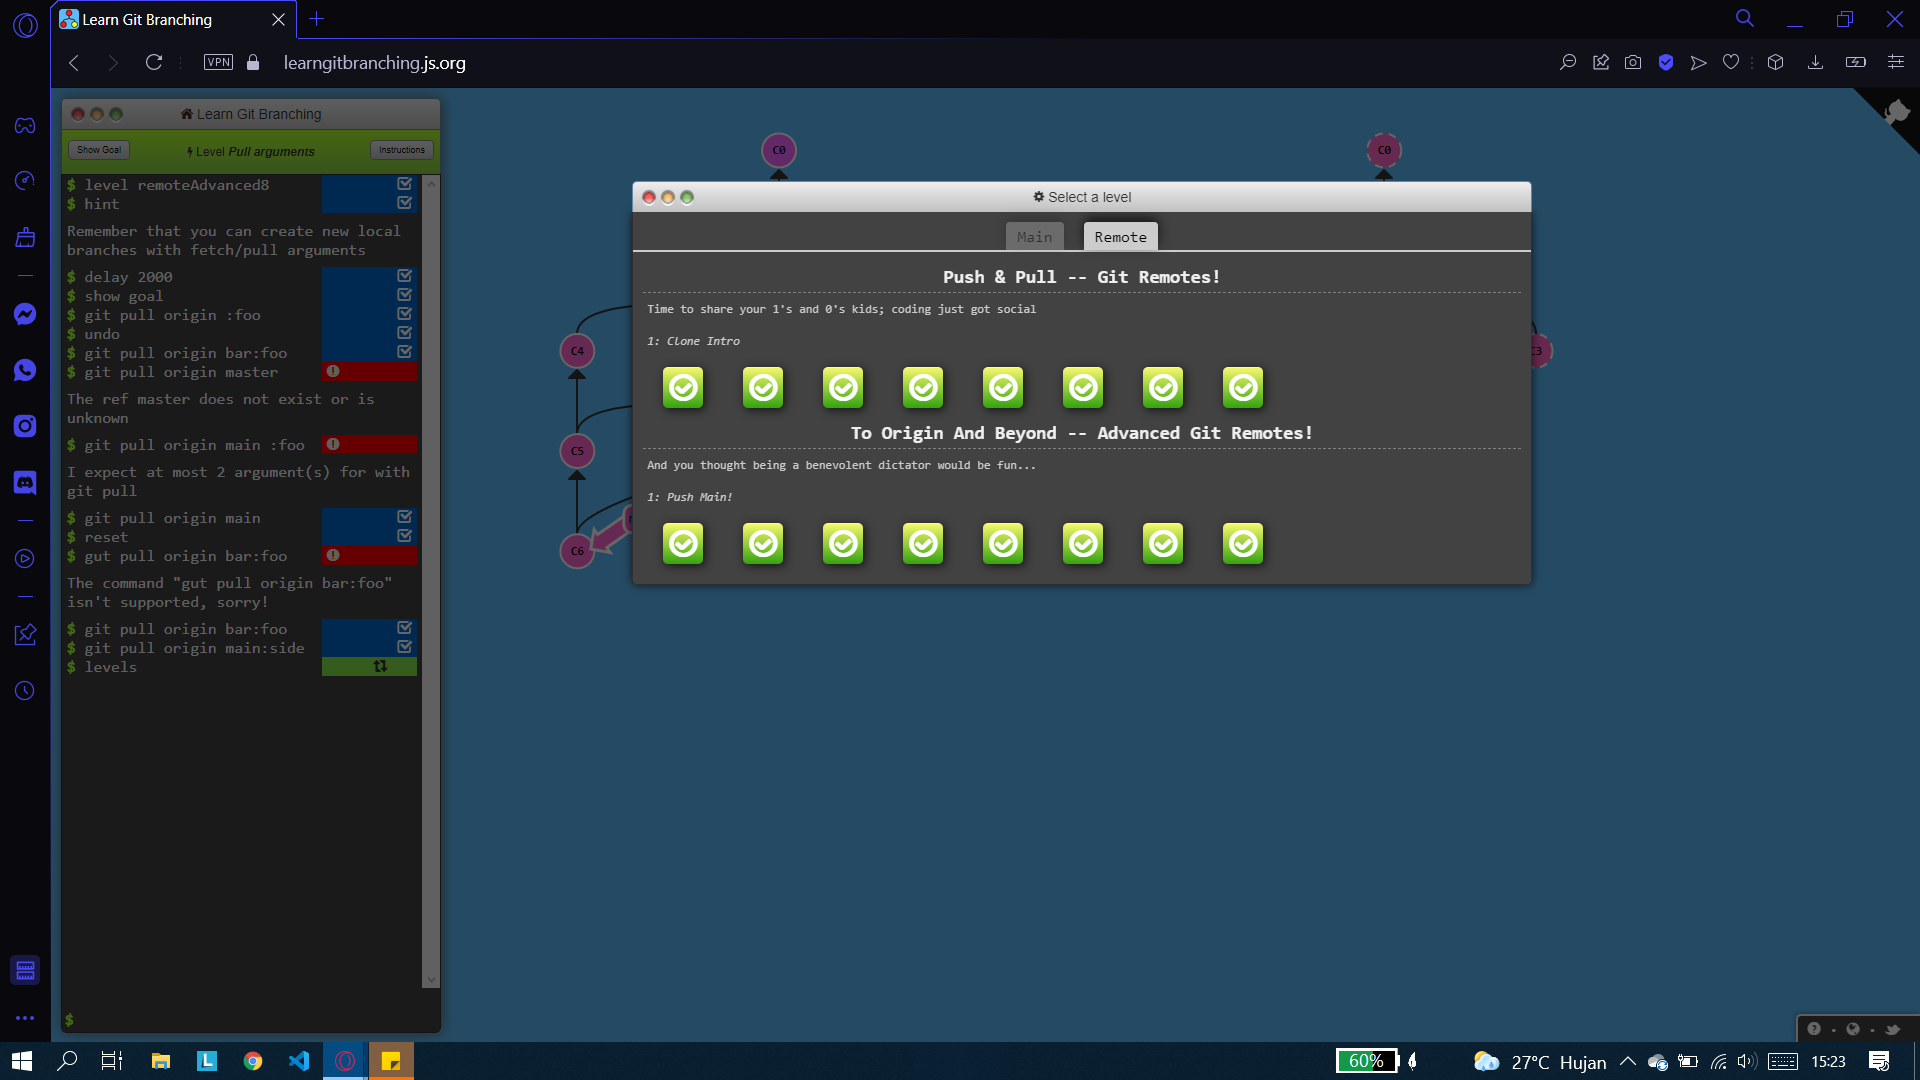 Learn Git Branching
VPN
learngitbranching.js.org
Learn Git Branching
Show Goal
Level Pull arguments
Instructions
$ level remoteAdvanced8
$ hint
Remember that you can create new local
branches with fetch/pull arguments
$ delay 2000
$ show goal
$ git pull origin :foo
$ undo
$ git pull origin bar:foo
$ git pull origin master
The ref master does not exist or is
unknown
$ git pull origin main :foo
I expect at most 2 argument(s) for with
git pull
$ git pull origin main
$ reset
$ gut pull origin bar:foo
The command "gut pull origin bar:foo"
isn't supported, sorry!
$ git pull origin bar:foo
$ git pull origin main:side
$ levels
$
C0
C0
C4
C5
C6
C3
Select a level
Main
Remote
Push & Pull -- Git Remotes!
Time to share your 1's and 0's kids; coding just got social
1: Clone Intro
To Origin And Beyond -- Advanced Git Remotes!
And you thought being a benevolent dictator would be fun...
1: Push Main!
L
60%
27°C Hujan
15:23